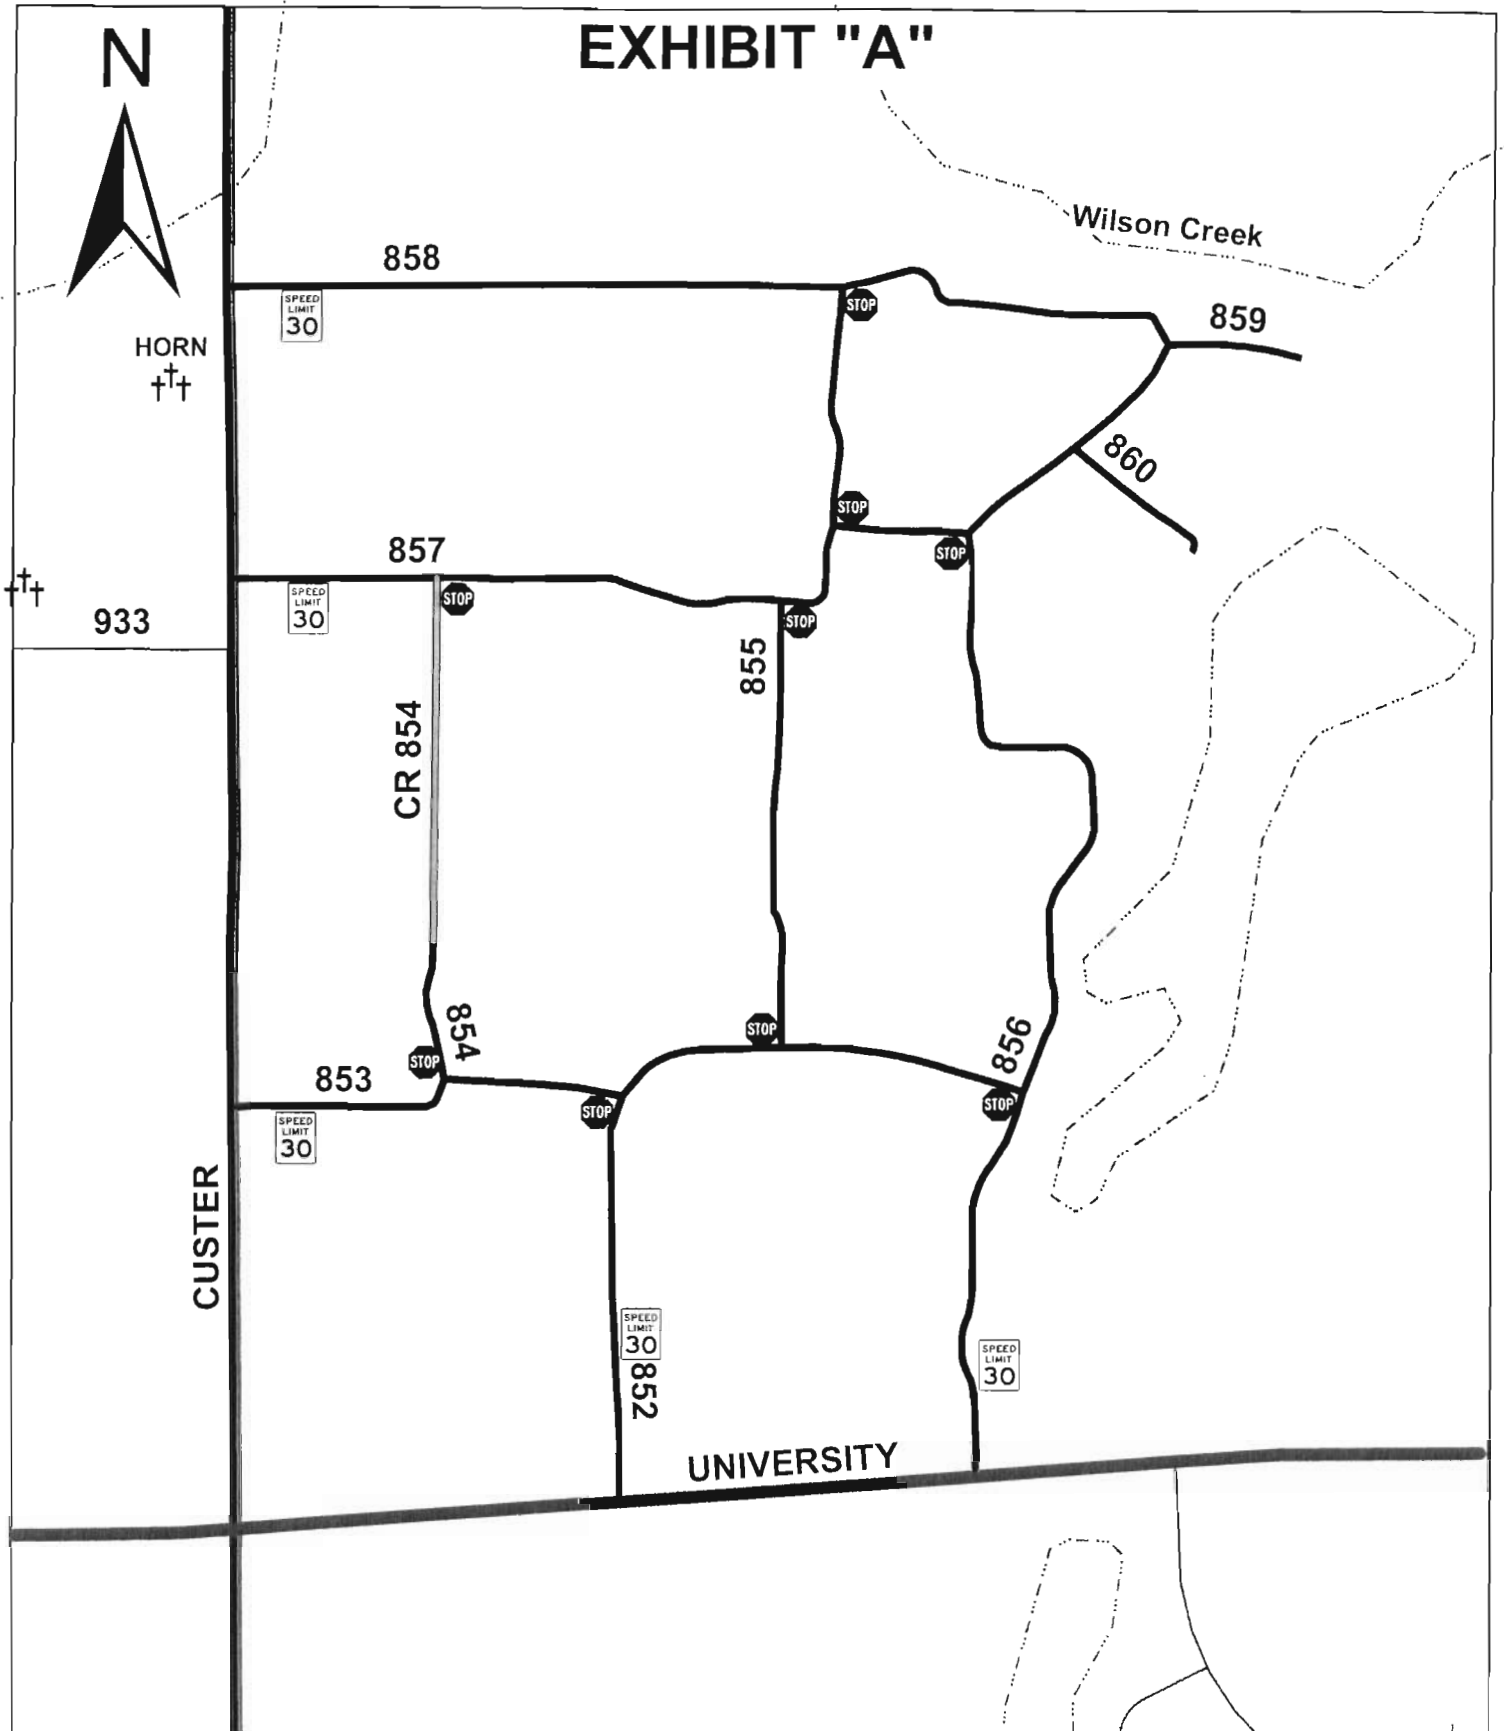 EXHIBIT "A"
N
Wilson Creek
858
SPEED
LIMIT
30
STOP
859
HORN
860
STOP
857
STOP
SPEED
LIMIT
30
STOP
933
STOP
855
CR 854
854
STOP
856
STOP
853
STOP
STOP
SPEED
LIMIT
30
CUSTER
SPEED
LIMIT
30
852
SPEED
LIMIT
30
UNIVERSITY